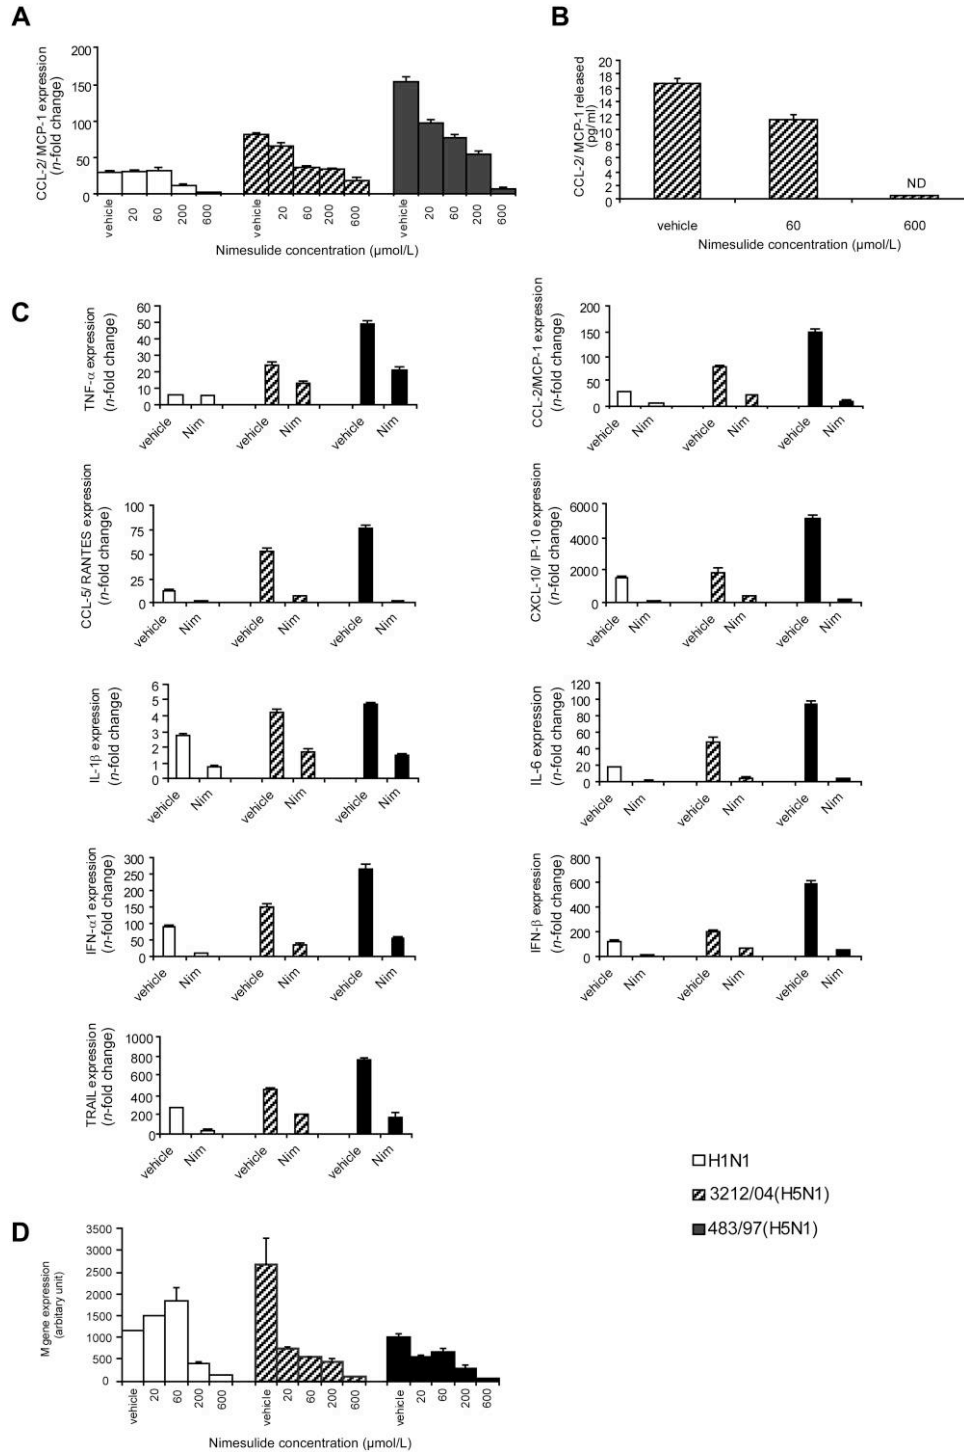 A
CCL-2/ MCP-1 expression
(n-fold change)
200
150
100
50
0
vehicle
20
60
200
600
vehicle
20
60
200
600
vehicle
20
60
200
600
Nimesulide concentration (µmol/L)
B
CCL-2/ MCP-1 released
(pg/ml)
20
18
16
14
12
10
8
6
4
2
0
ND
vehicle
60
600
Nimesulide concentration (µmol/L)
C
TNF-α expression
(n-fold change)
60
50
40
30
20
10
0
vehicle
Nim
vehicle
Nim
vehicle
Nim
CCL-2/MCP-1 expression
(n-fold change)
200
150
100
50
0
vehicle
Nim
vehicle
Nim
vehicle
Nim
CCL-5/ RANTES expression
(n-fold change)
100
75
50
25
0
vehicle
Nim
vehicle
Nim
vehicle
Nim
CXCL-10/ IP-10 expression
(n-fold change)
6000
4000
2000
0
vehicle
Nim
vehicle
Nim
vehicle
Nim
IL-1β expression
(n-fold change)
6
5
4
3
2
1
0
vehicle
Nim
vehicle
Nim
vehicle
Nim
IL-6 expression
(n-fold change)
120
100
80
60
40
20
0
vehicle
Nim
vehicle
Nim
vehicle
Nim
IFN-α1 expression
(n-fold change)
300
250
200
150
100
50
0
vehicle
Nim
vehicle
Nim
vehicle
Nim
IFN-β expression
(n-fold change)
800
600
400
200
0
vehicle
Nim
vehicle
Nim
vehicle
Nim
TRAIL expression
(n-fold change)
1000
800
600
400
200
0
vehicle
Nim
vehicle
Nim
vehicle
Nim
H1N1
3212/04(H5N1)
483/97(H5N1)
D
M gene expression
(arbitary unit)
3500
3000
2500
2000
1500
1000
500
0
vehicle
20
60
200
600
vehicle
20
60
200
600
vehicle
20
60
200
600
Nimesulide concentration (µmol/L)